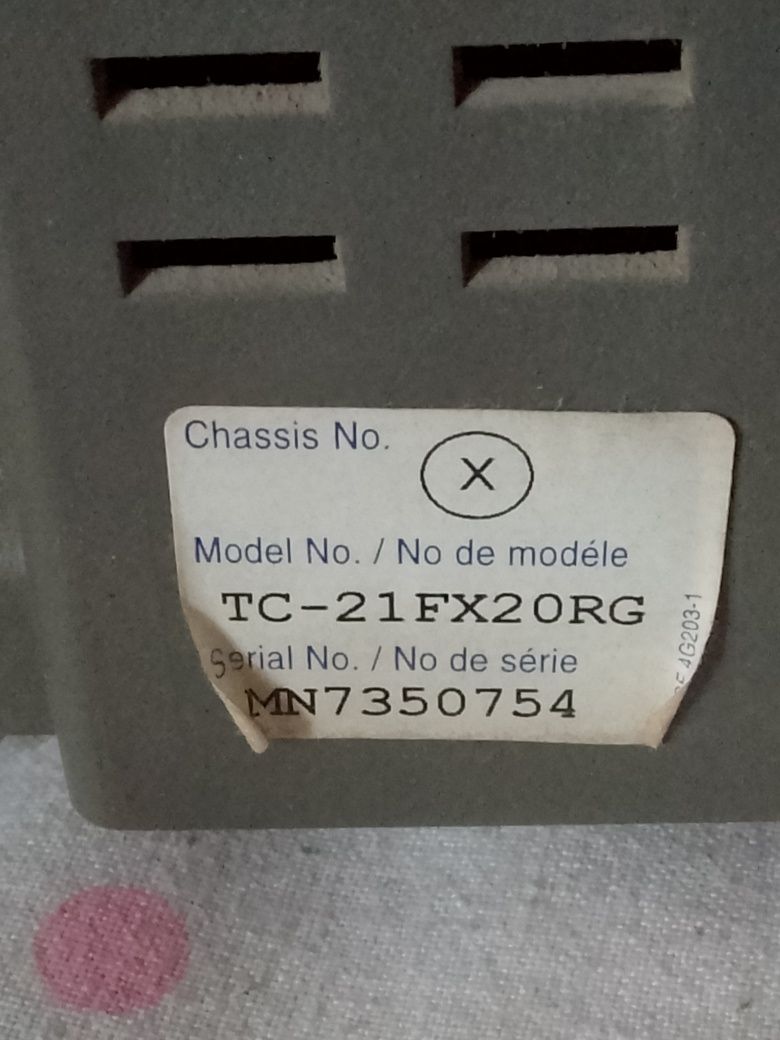 Chassis No.
X
Model No. / No de modéle
TC-21FX20RG
Serial No. / No de série
MN7350754
4G203-1